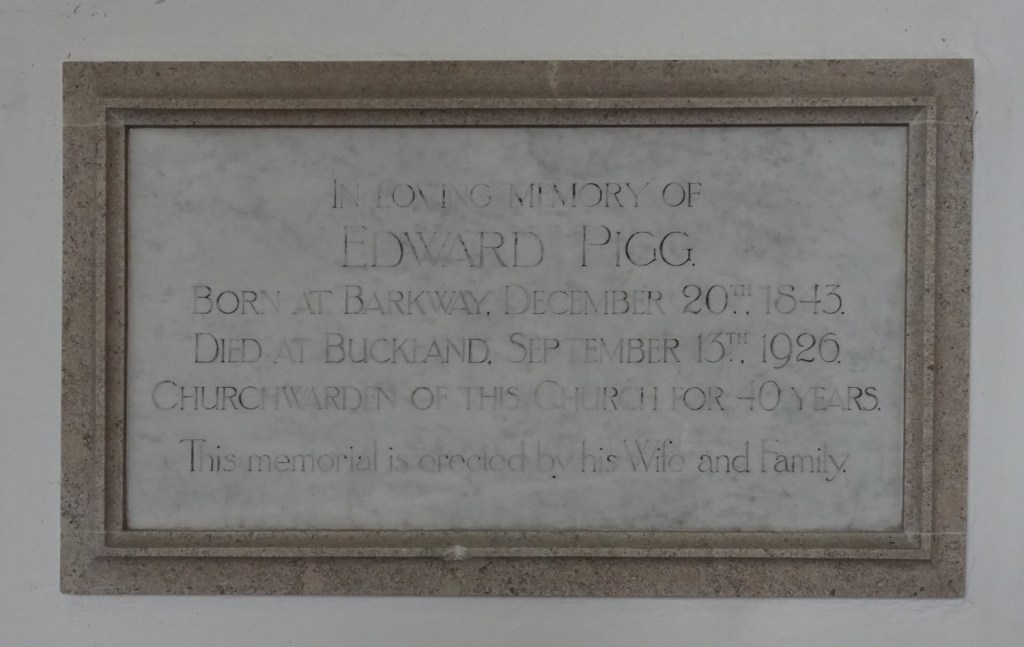 IN LOVING MEMORY OF
EDWARD PIGG.
BORN AT BARKWAY, DECEMBER 20TH, 1843.
DIED AT BUCKLAND, SEPTEMBER 13TH, 1926.
CHURCHWARDEN OF THIS CHURCH FOR 40 YEARS.
This memorial is erected by his Wife and Family.